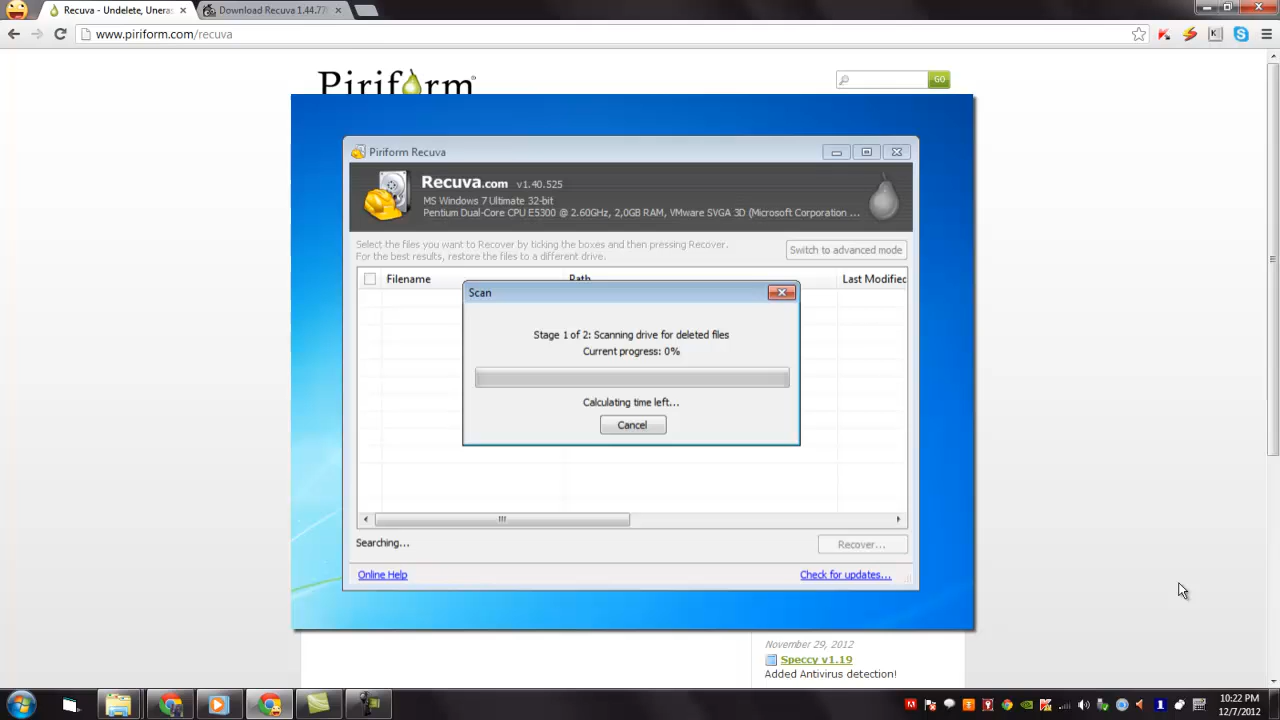 Recuva - Undelete, Uneras
Download Recuva 1.44.77
www.piriform.com/recuva
Piriform
GO
Piriform Recuva
Recuva.com v1.40.525
MS Windows 7 Ultimate 32-bit
Pentium Dual-Core CPU E5300 @ 2.60GHz, 2,0GB RAM, VMware SVGA 3D (Microsoft Corporation ...
Select the files you want to Recover by ticking the boxes and then pressing Recover.
For the best results, restore the files to a different drive.
Switch to advanced mode
Filename
Path
Last Modified
Scan
Stage 1 of 2: Scanning drive for deleted files
Current progress: 0%
Calculating time left...
Cancel
Searching...
Recover...
Online Help
Check for updates...
November 29, 2012
Speccy v1.19
Added Antivirus detection!
10:22 PM
12/7/2012